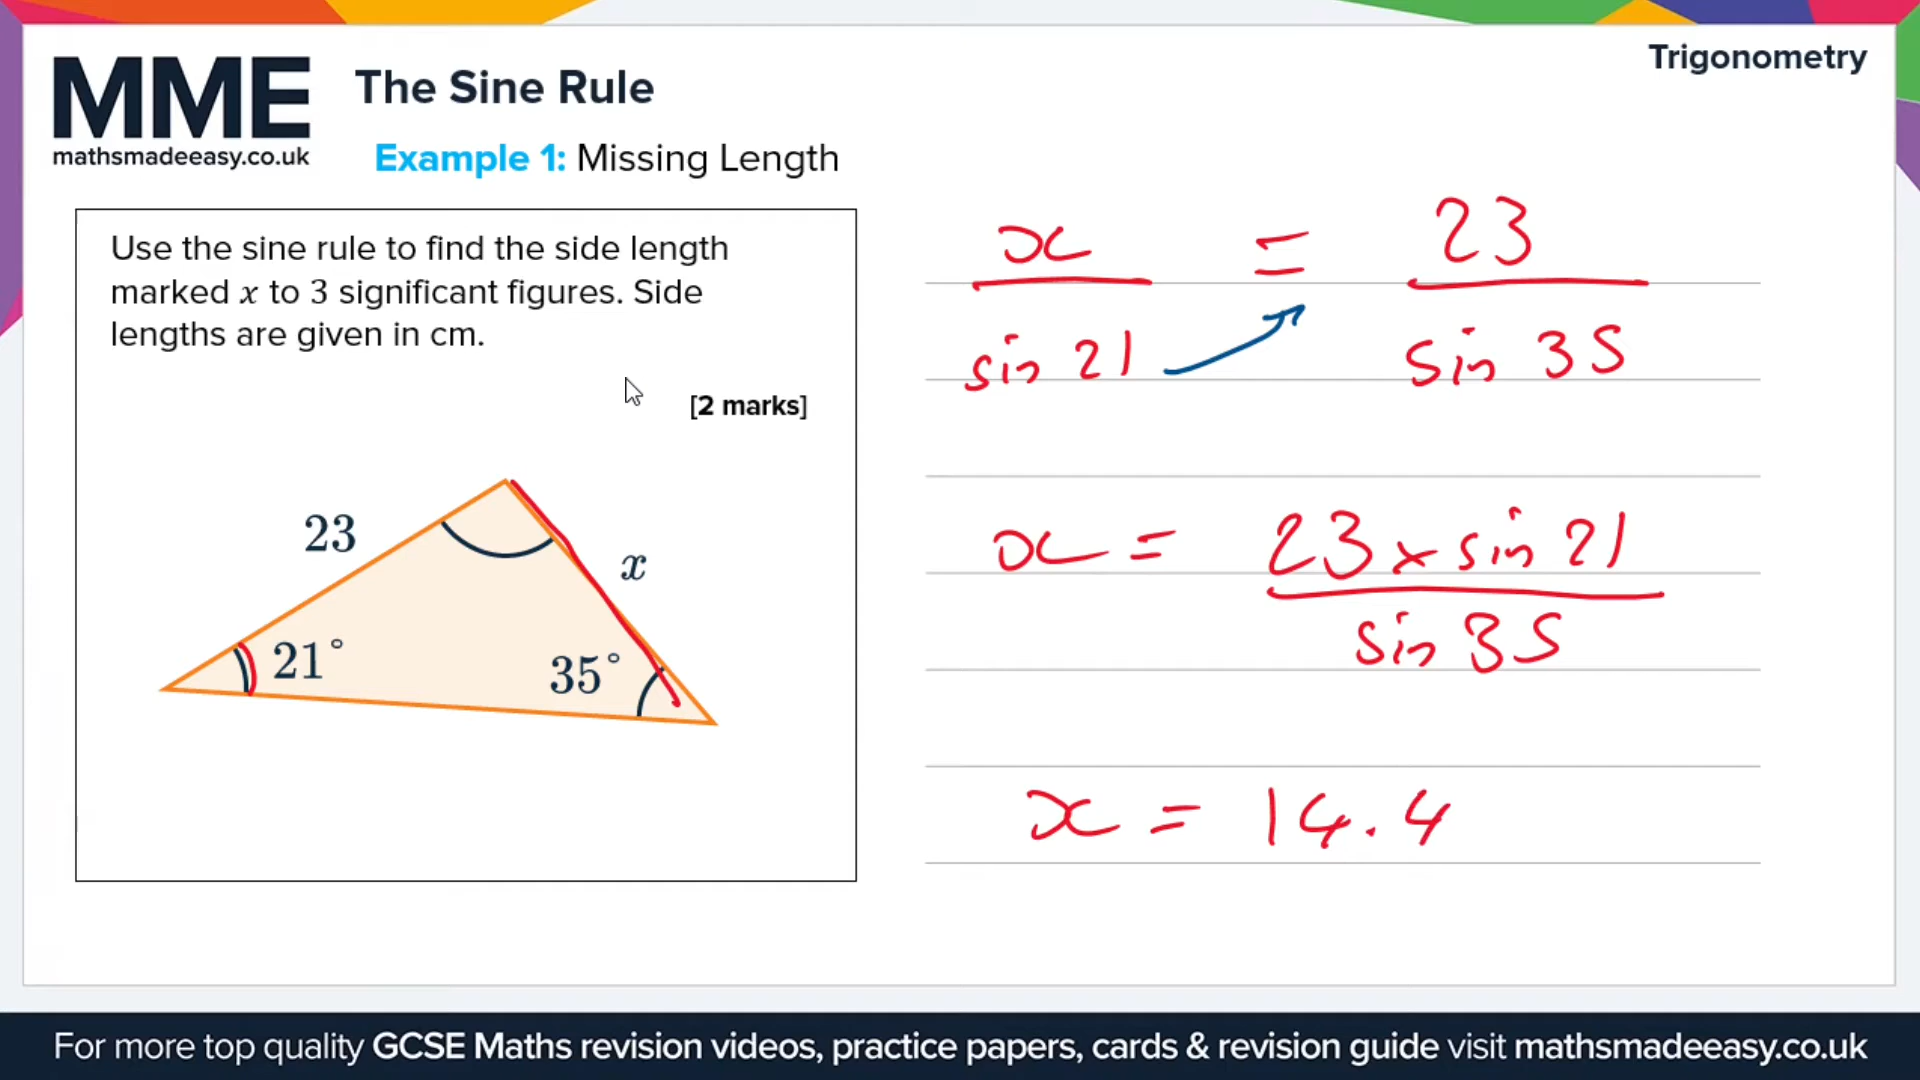 Trigonometry
MME
mathsmadeeasy.co.uk
The Sine Rule
Example 1: Missing Length
Use the sine rule to find the side length
marked x to 3 significant figures. Side
lengths are given in cm.
[2 marks]
23
x
21°
35°
x = 23
sin 21 sin 35
x = 23 × sin 21
sin 35
x = 14.4
For more top quality GCSE Maths revision videos, practice papers, cards & revision guide visit mathsmadeeasy.co.uk